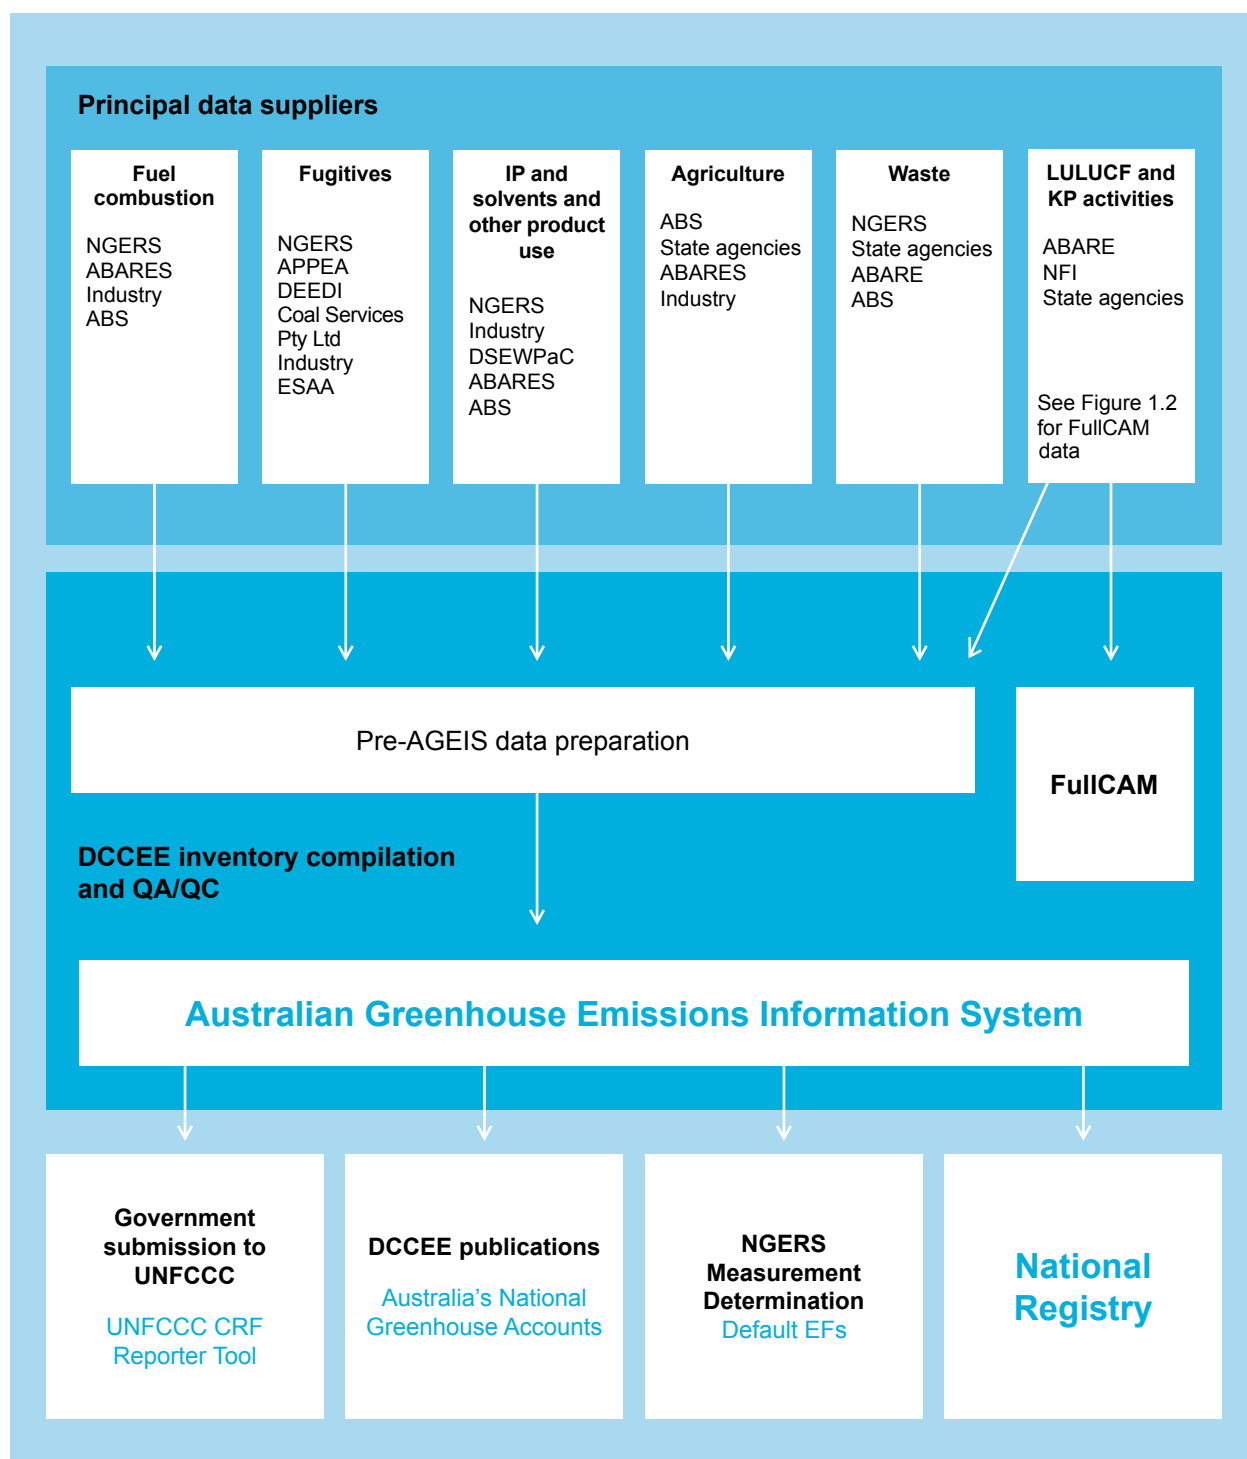 Principal data suppliers
Fuel
combustion
NGERS
ABARES
Industry
ABS
Fugitives
NGERS
APPEA
DEEDI
Coal Services
Pty Ltd
Industry
ESAA
IP and
solvents and
other product
use
NGERS
Industry
DSEWPaC
ABARES
ABS
Agriculture
ABS
State agencies
ABARES
Industry
Waste
NGERS
State agencies
ABARE
ABS
LULUCF and
KP activities
ABARE
NFI
State agencies
See Figure 1.2
for FullCAM
data
Pre-AGEIS data preparation
FullCAM
DCCEE inventory compilation
and QA/QC
Australian Greenhouse Emissions Information System
Government
submission to
UNFCCC
UNFCCC CRF
Reporter Tool
DCCEE publications
Australia's National
Greenhouse Accounts
NGERS
Measurement
Determination
Default EFs
National
Registry